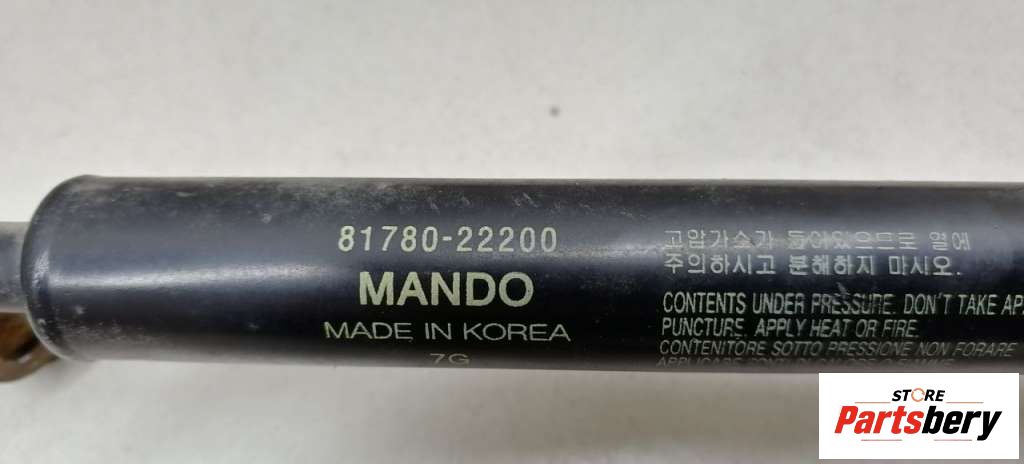 81780-22200
MANDO
MADE IN KOREA
7G
고압가스가 들어있으므로 열에
주의하시고 분해하지 마시오.
CONTENTS UNDER PRESSURE. DON'T TAKE
PUNCTURE. APPLY HEAT OR FIRE.
CONTENITORE SOTTO PRESSIONE NON FORARE
STORE
Partsbery